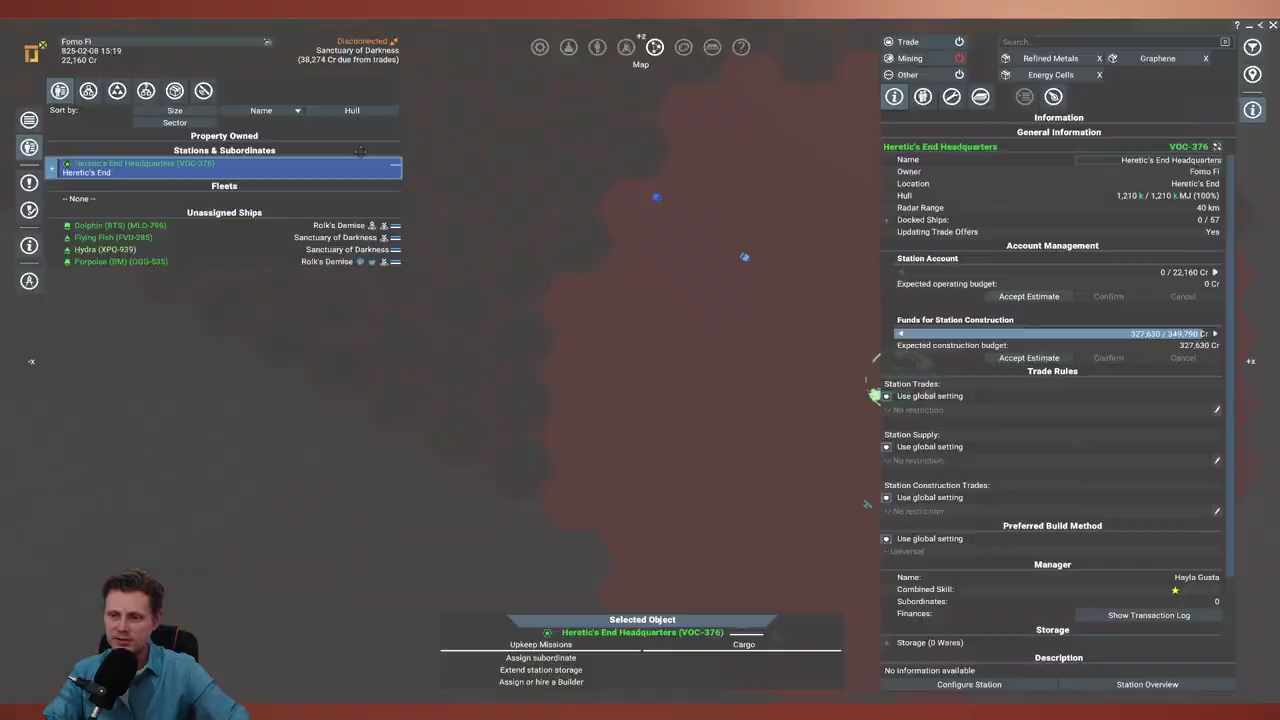 ? _ < X
Fomo Fi
825-02-08 15:19
22,160 Cr
Disconnected
Sanctuary of Darkness
(38,274 Cr due from trades)
+z
Map
Sort by:
Size
Name
Hull
Sector
Property Owned
Stations & Subordinates
Heretic's End Headquarters (VOC-376)
Heretic's End
Fleets
-- None --
Unassigned Ships
Dolphin (BTS) (MLD-796) Rolk's Demise
Flying Fish (FVU-285) Sanctuary of Darkness
Hydra (XPQ-939) Sanctuary of Darkness
Porpoise (BM) (OGG-535) Rolk's Demise
-x
+x
Trade
Mining
Other
Search...
Refined Metals X
Graphene X
Energy Cells X
Information
General Information
Heretic's End Headquarters VOC-376
Name Heretic's End Headquarters
Owner Fomo Fi
Location Heretic's End
Hull 1,210 k / 1,210 k MJ (100%)
Radar Range 40 km
Docked Ships: 0 / 57
Updating Trade Offers Yes
Account Management
Station Account
0 / 22,160 Cr
Expected operating budget: 0 Cr
Accept Estimate Confirm Cancel
Funds for Station Construction
327,630 / 349,790 Cr
Expected construction budget: 327,630 Cr
Accept Estimate Confirm Cancel
Trade Rules
Station Trades:
Use global setting
No restriction
Station Supply:
Use global setting
No restriction
Station Construction Trades:
Use global setting
No restriction
Preferred Build Method
Use global setting
Universal
Manager
Name: Hayla Gusta
Combined Skill:
Subordinates: 0
Finances: Show Transaction Log
Storage
Storage (0 Wares)
Description
No information available
Configure Station
Station Overview
Selected Object
Heretic's End Headquarters (VOC-376)
Upkeep Missions
Cargo
Assign subordinate
Extend station storage
Assign or hire a Builder